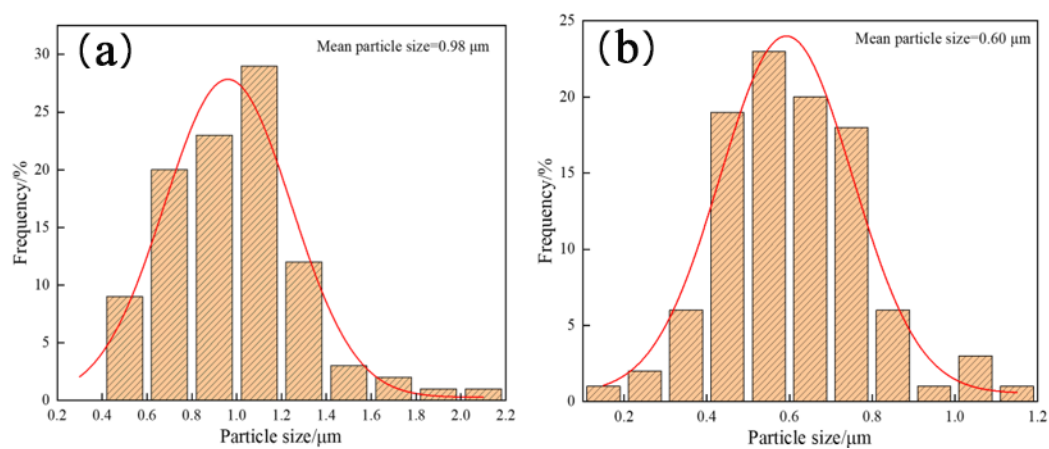 (a)
Mean particle size=0.98 μm
Frequency/%
30
25
20
15
10
5
0
0.2 0.4 0.6 0.8 1.0 1.2 1.4 1.6 1.8 2.0 2.2
Particle size/μm
(b)
Mean particle size=0.60 μm
Frequency/%
25
20
15
10
5
0
0.2 0.4 0.6 0.8 1.0 1.2
Particle size/μm